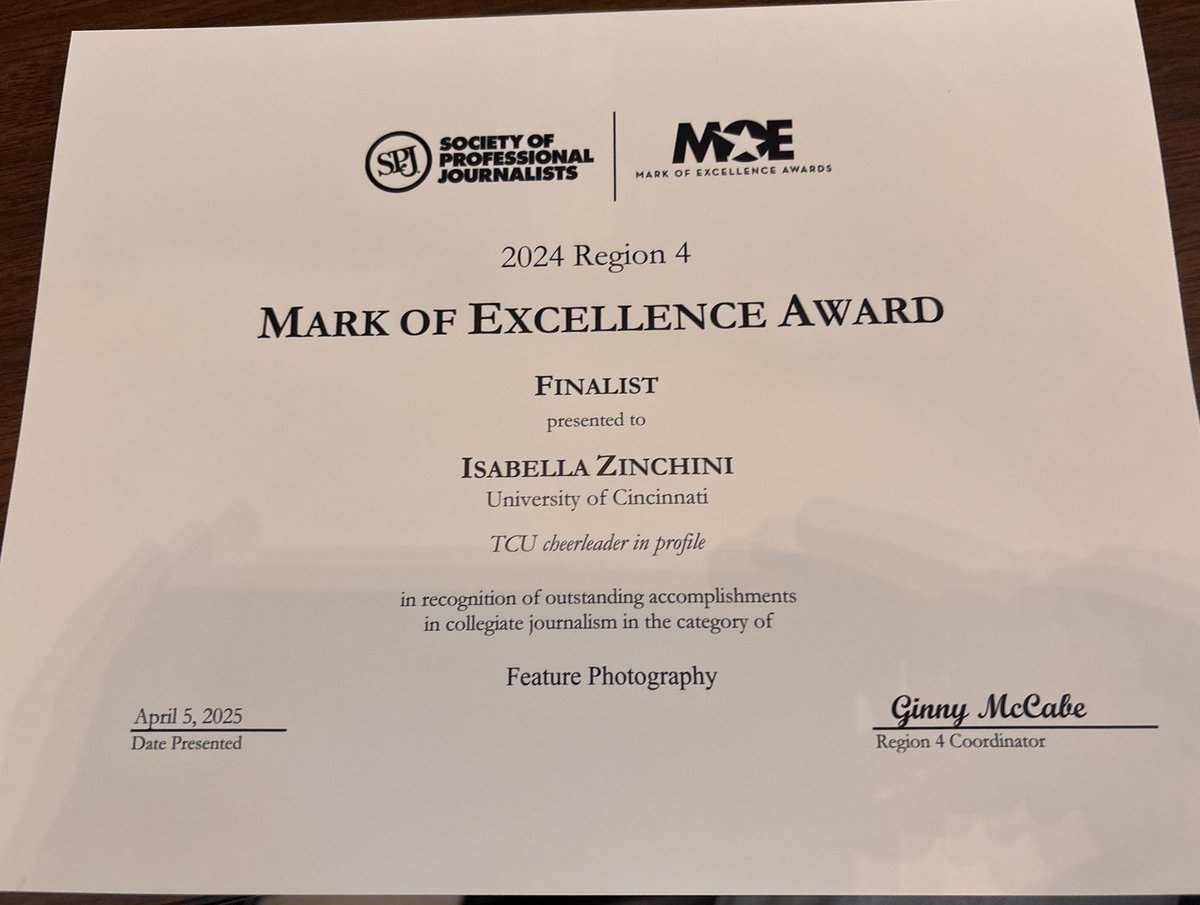 SPJ
SOCIETY OF
PROFESSIONAL
JOURNALISTS
MOE
MARK OF EXCELLENCE AWARDS
2024 Region 4
MARK OF EXCELLENCE AWARD
FINALIST
presented to
ISABELLA ZINCHINI
University of Cincinnati
TCU cheerleader in profile
in recognition of outstanding accomplishments
in collegiate journalism in the category of
Feature Photography
April 5, 2025
Date Presented
Ginny McCabe
Region 4 Coordinator